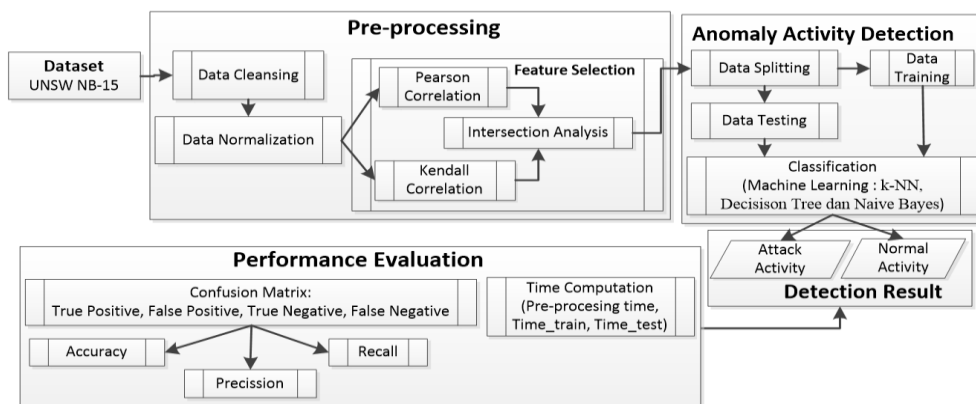 Pre-processing
Dataset
UNSW NB-15
Data Cleansing
Data Normalization
Feature Selection
Pearson
Correlation
Intersection Analysis
Kendall
Correlation
Anomaly Activity Detection
Data Splitting
Data
Training
Data Testing
Classification
(Machine Learning : k-NN,
Decisison Tree dan Naive Bayes)
Attack
Activity
Normal
Activity
Detection Result
Performance Evaluation
Confusion Matrix:
True Positive, False Positive, True Negative, False Negative
Accuracy
Precission
Recall
Time Computation
(Pre-procesing time,
Time_train, Time_test)